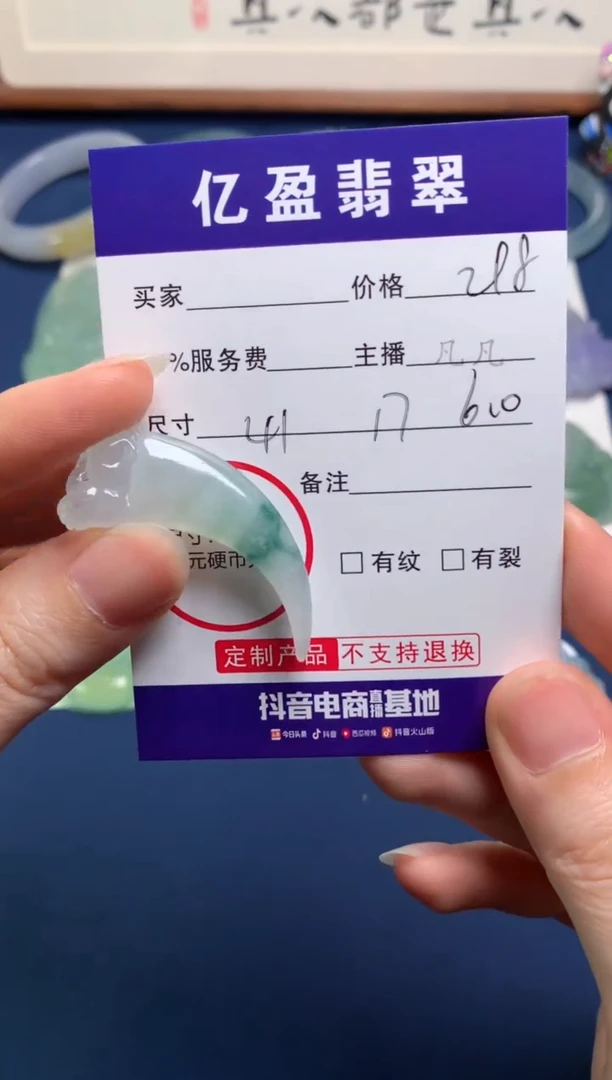 亿盈翡翠
买家 价格 288
%服务费 主播 凡凡
尺寸 41 17 6.0
备注
元硬币
□有纹 □有裂
定制产品 不支持退换
抖音电商直播基地
今日头条 抖音 西瓜视频 抖音火山版